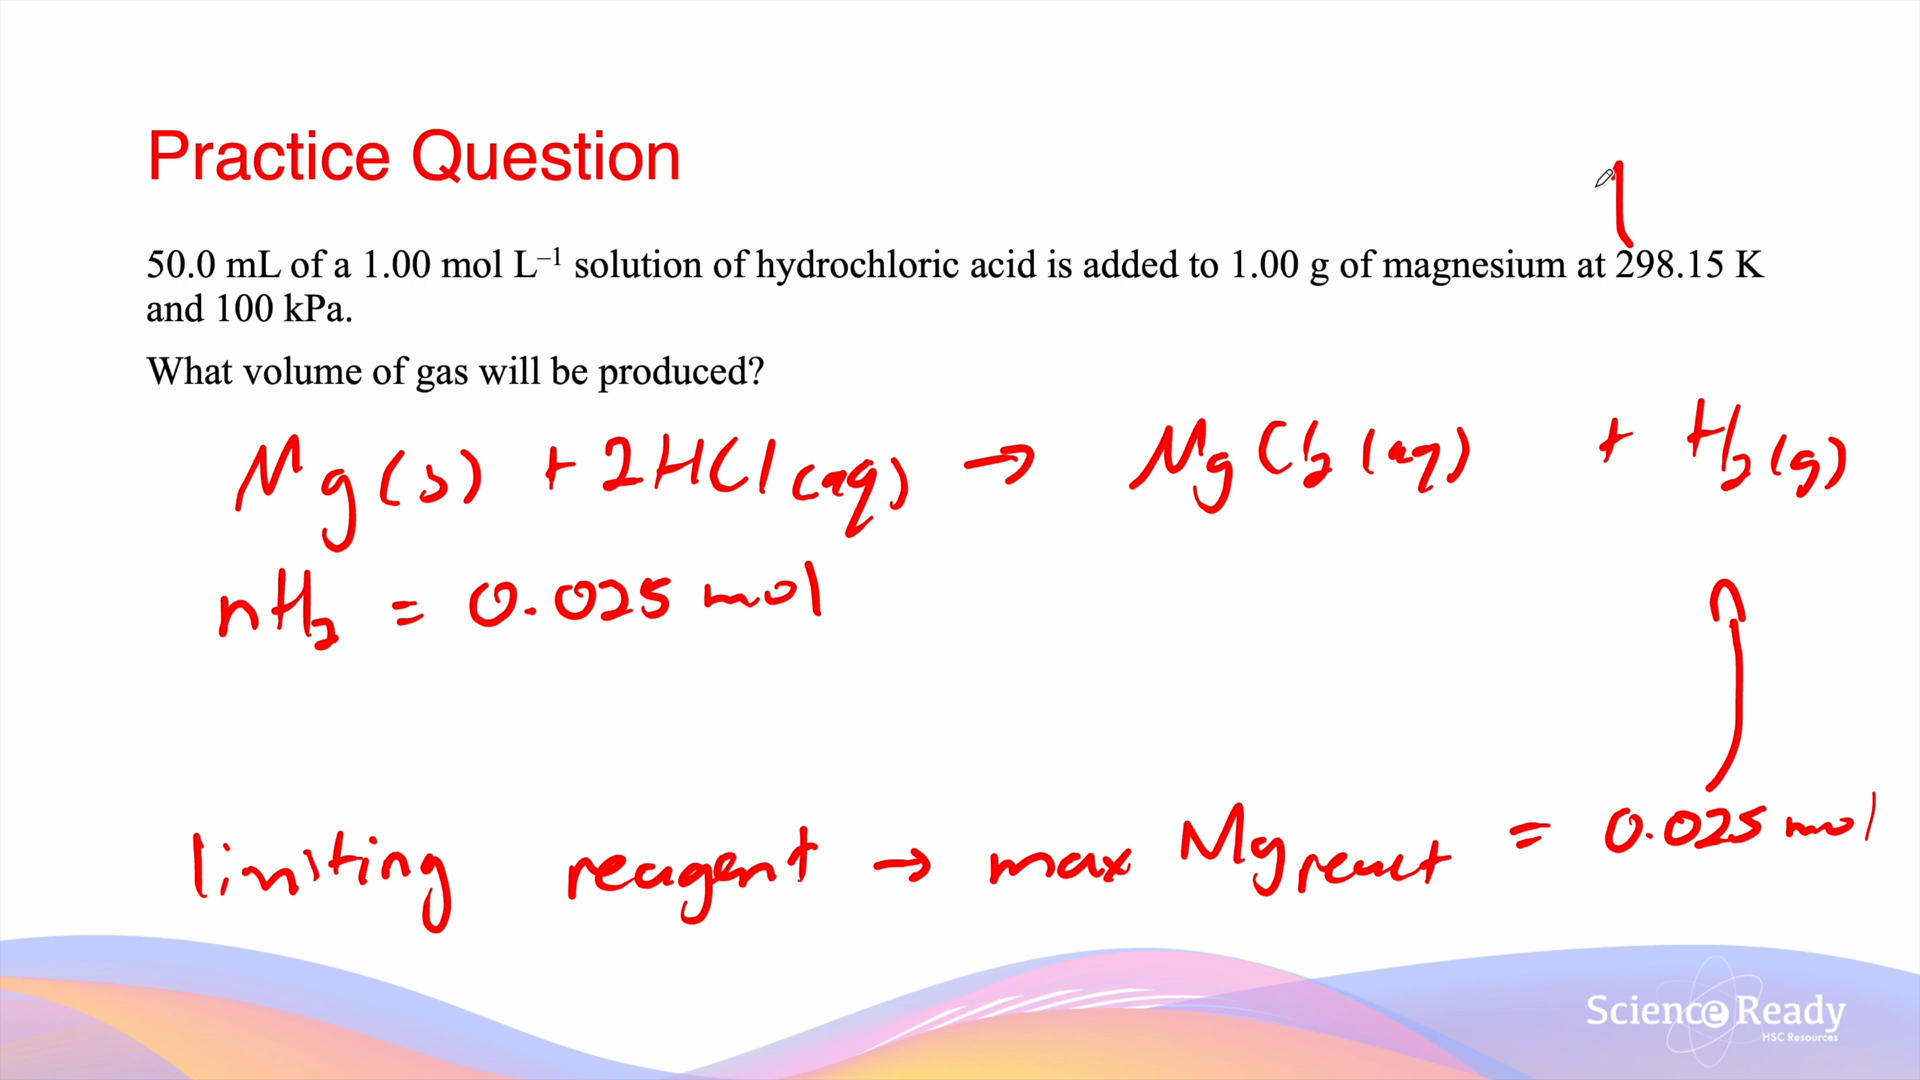 Practice Question
50.0 mL of a 1.00 mol L⁻¹ solution of hydrochloric acid is added to 1.00 g of magnesium at 298.15 K
and 100 kPa.
What volume of gas will be produced?
Mg(s) + 2HCl(aq) → MgCl₂(aq) + H₂(g)
nH₂ = 0.025 mol
limiting reagent → max Mg react = 0.025 mol
Science Ready
HSC Resources